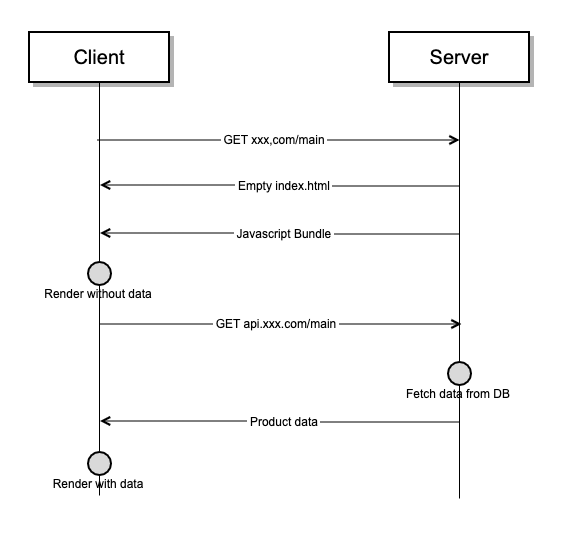 Client
Server
GET xxx,com/main
Empty index.html
Javascript Bundle
Render without data
GET api.xxx.com/main
Fetch data from DB
Product data
Render with data